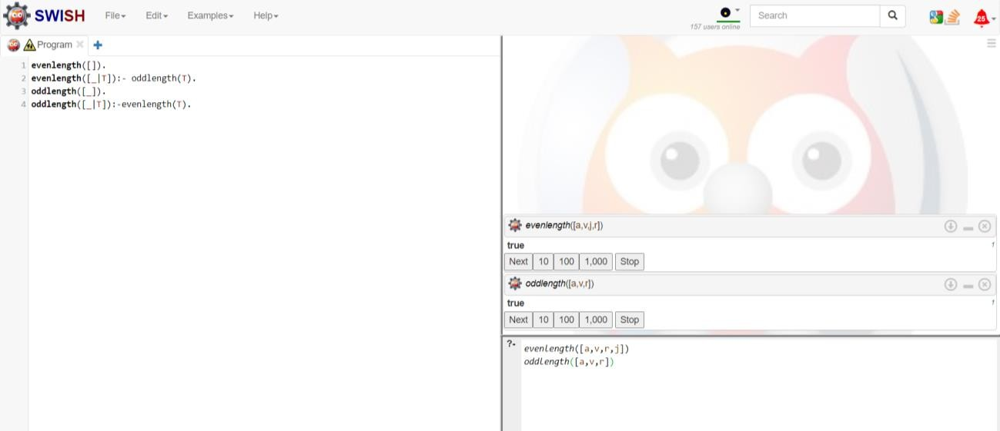 SWISH File Edit Examples Help 157 users online Search 25
Program
1 evenlength([]).
2 evenlength([_|T]):- oddlength(T).
3 oddlength([_]).
4 oddlength([_|T]):-evenlength(T).
evenlength([a,v,j,r])
true 1
Next 10 100 1,000 Stop
oddlength([a,v,r])
true 1
Next 10 100 1,000 Stop
?- evenlength([a,v,r,j])
oddlength([a,v,r])